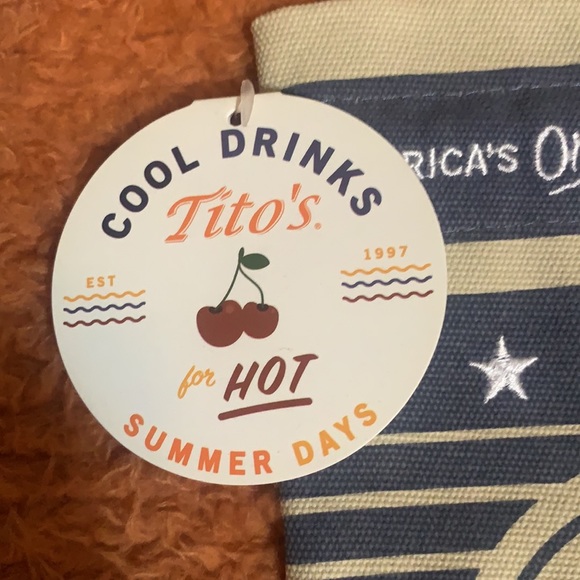 COOL DRINKS
Tito's.
EST 1997
for HOT
SUMMER DAYS
RICA'S